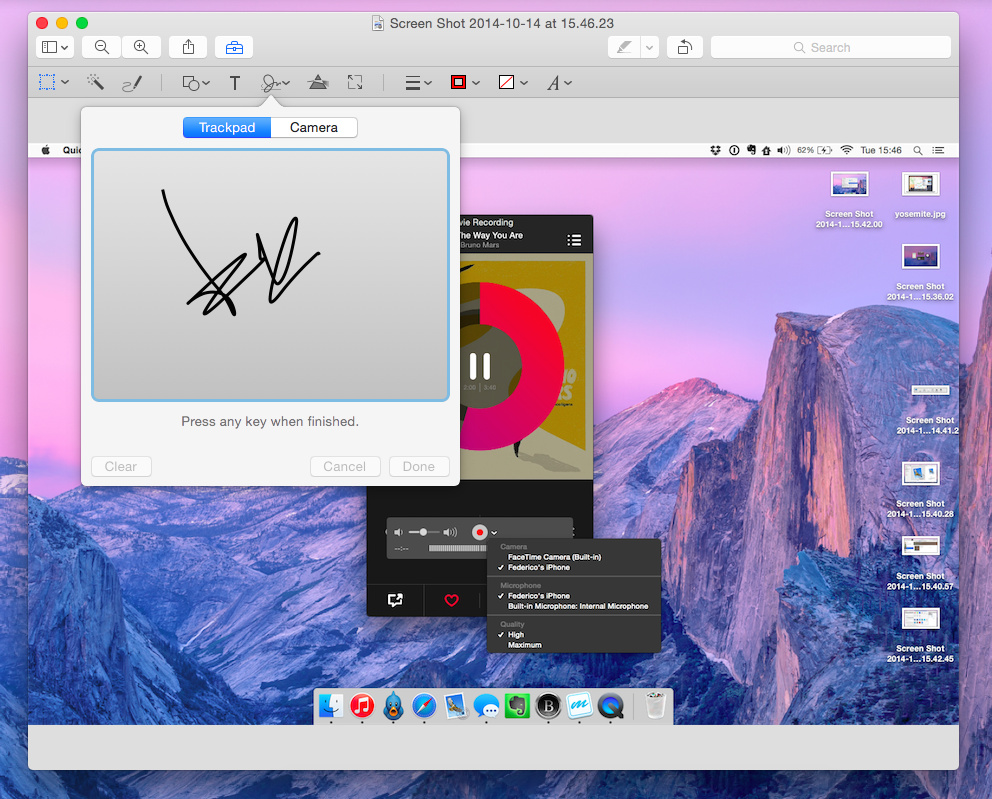 Screen Shot 2014-10-14 at 15.46.23
Search
T
A
Trackpad Camera
Press any key when finished.
Clear Cancel Done
Quic
62% Tue 15:46
Screen Shot
2014-1...15.42.00
yosemite.jpg
Screen Shot
2014-1...15.36.02
Screen Shot
2014-1...14.41.2
Screen Shot
2014-1...15.40.28
Screen Shot
2014-1...15.40.57
Screen Shot
2014-1...15.42.45
vie Recording
The Way You Are
Bruno Mars
--:--
Camera
FaceTime Camera (Built-in)
✓ Federico's iPhone
Microphone
✓ Federico's iPhone
Built-in Microphone: Internal Microphone
Quality
✓ High
Maximum
B